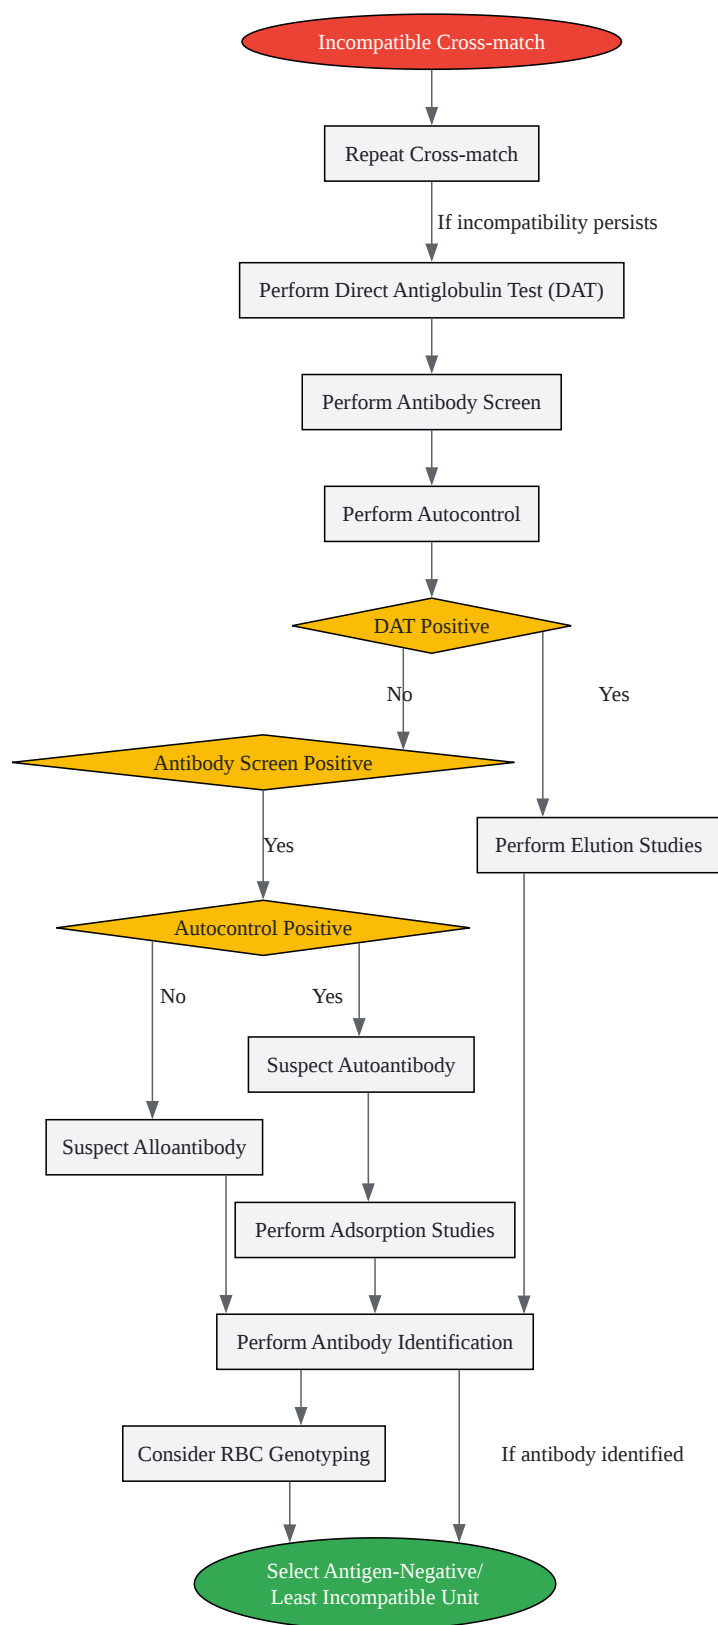 Incompatible Cross-match
Repeat Cross-match
If incompatibility persists
Perform Direct Antiglobulin Test (DAT)
Perform Antibody Screen
Perform Autocontrol
DAT Positive
No
Yes
Antibody Screen Positive
Yes
Perform Elution Studies
Autocontrol Positive
No
Yes
Suspect Autoantibody
Suspect Alloantibody
Perform Adsorption Studies
Perform Antibody Identification
Consider RBC Genotyping
If antibody identified
Select Antigen-Negative/
Least Incompatible Unit